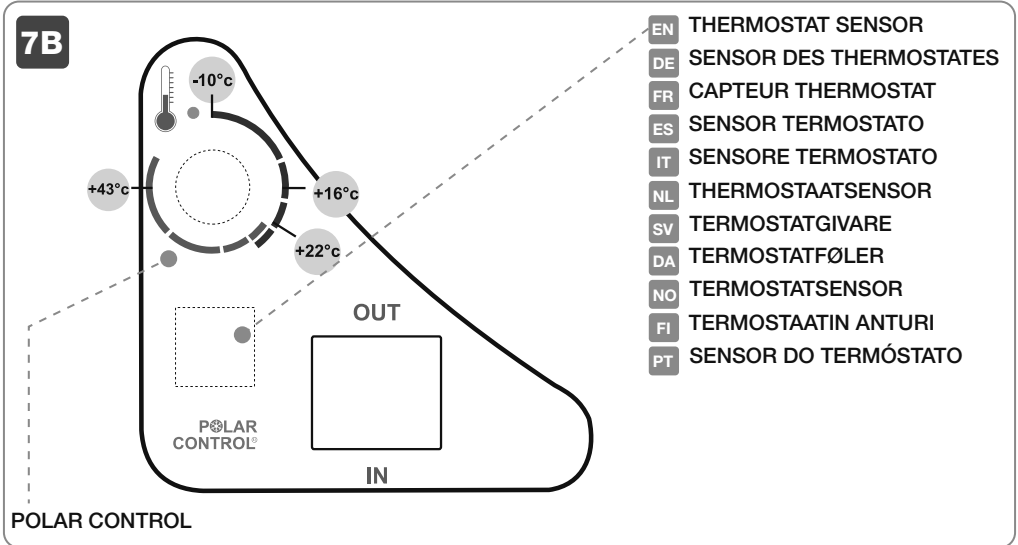 7B
-10°c
+43°c
+16°c
+22°c
OUT
IN
POLAR
CONTROL®
POLAR CONTROL
EN THERMOSTAT SENSOR
DE SENSOR DES THERMOSTATES
FR CAPTEUR THERMOSTAT
ES SENSOR TERMOSTATO
IT SENSORE TERMOSTATO
NL THERMOSTAATSENSOR
SV TERMOSTATGIVARE
DA TERMOSTATFØLER
NO TERMOSTATSENSOR
FI TERMOSTAATIN ANTURI
PT SENSOR DO TERMÓSTATO